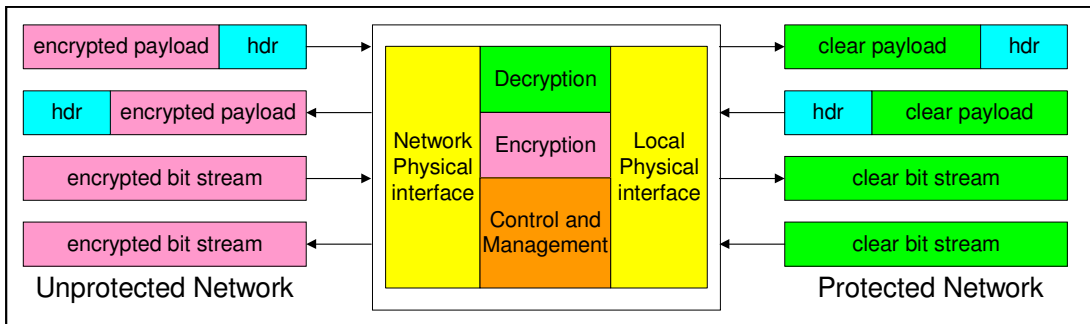 encrypted payload hdr
hdr encrypted payload
encrypted bit stream
encrypted bit stream
Unprotected Network
Network
Physical
interface
Decryption
Encryption
Control and
Management
Local
Physical
interface
clear payload hdr
hdr clear payload
clear bit stream
clear bit stream
Protected Network